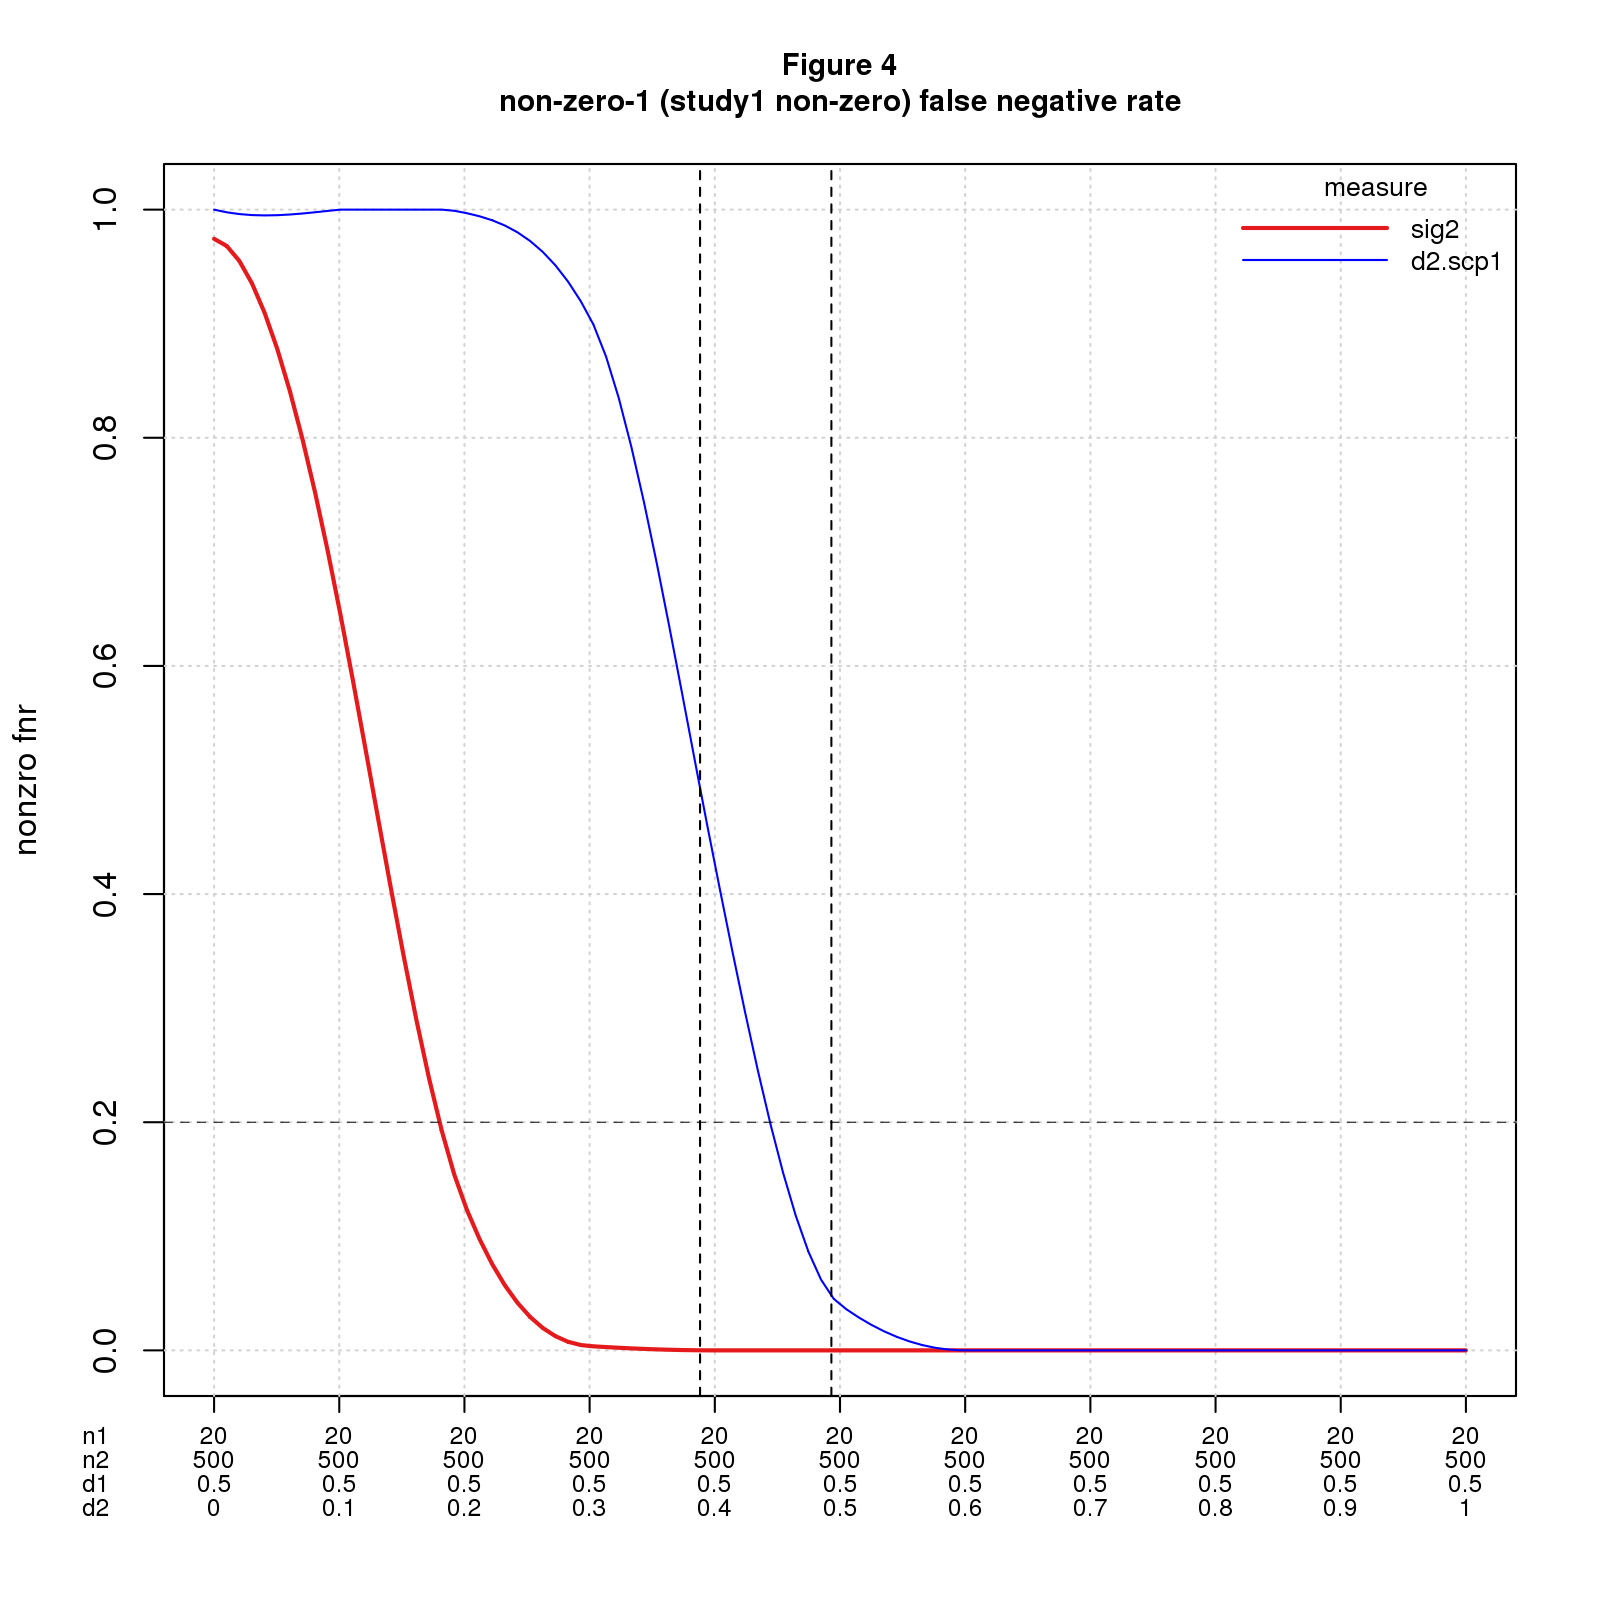 Figure 4
non-zero-1 (study1 non-zero) false negative rate
measure
sig2
d2.scp1
nonzro fnr
1.0
0.8
0.6
0.4
0.2
0.0
n1 20 20 20 20 20 20 20 20 20 20 20
n2 500 500 500 500 500 500 500 500 500 500 500
d1 0.5 0.5 0.5 0.5 0.5 0.5 0.5 0.5 0.5 0.5 0.5
d2 0 0.1 0.2 0.3 0.4 0.5 0.6 0.7 0.8 0.9 1